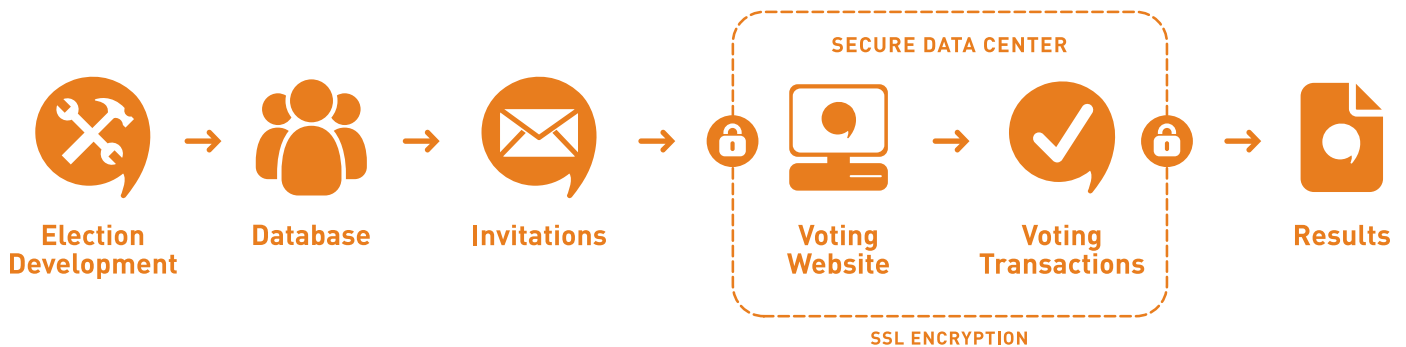 SECURE DATA CENTER
Election
Development
Database
Invitations
Voting
Website
Voting
Transactions
Results
SSL ENCRYPTION